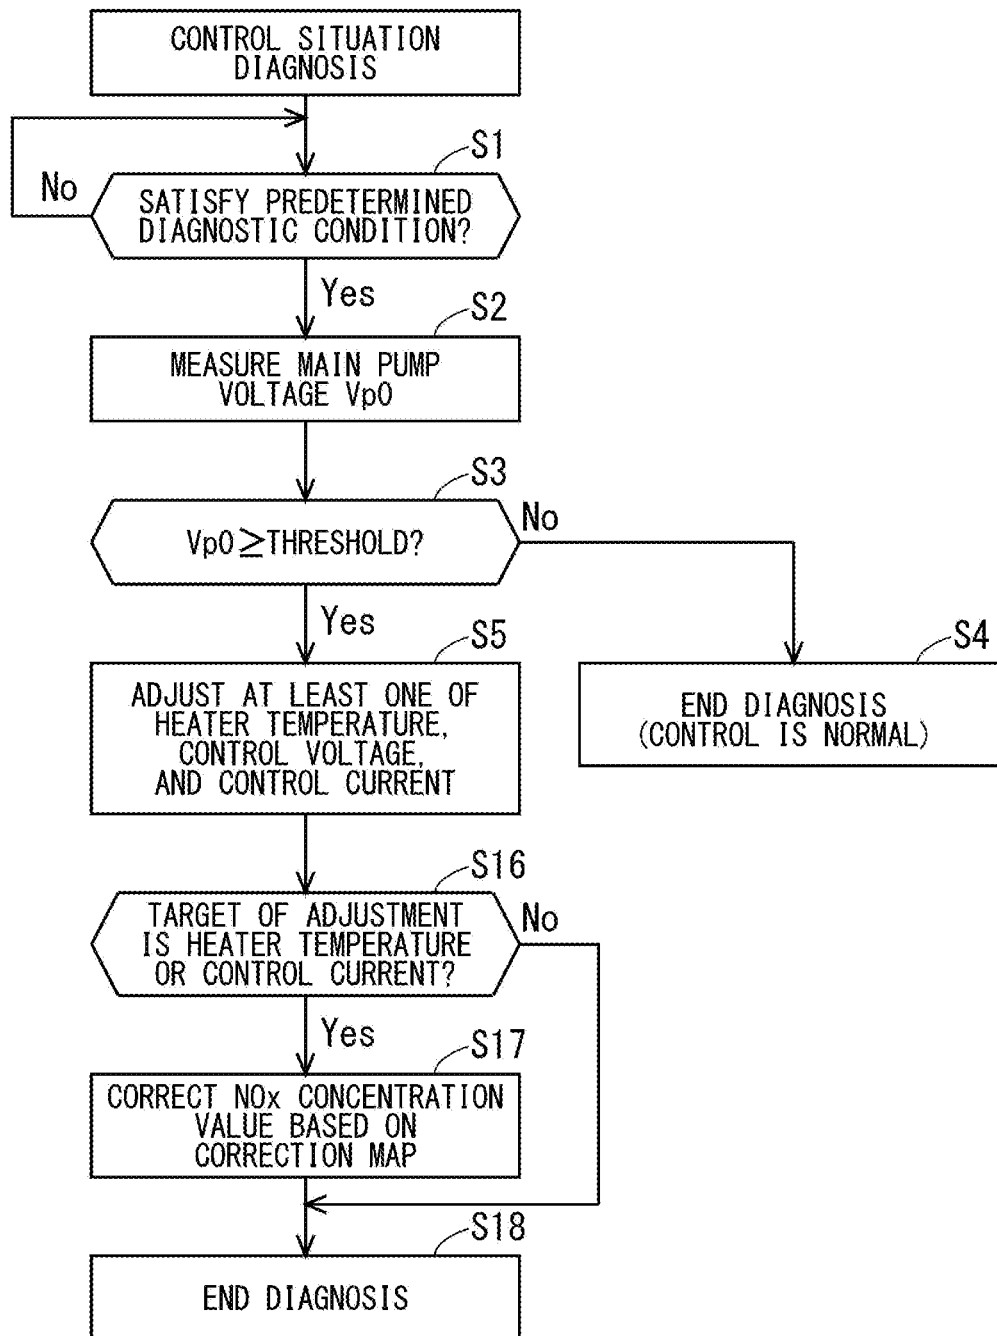 CONTROL SITUATION
DIAGNOSIS
S1
No
SATISFY PREDETERMINED
DIAGNOSTIC CONDITION?
Yes
S2
MEASURE MAIN PUMP
VOLTAGE Vp0
S3
Vp0≥THRESHOLD?
No
Yes
S5
S4
ADJUST AT LEAST ONE OF
HEATER TEMPERATURE,
CONTROL VOLTAGE,
AND CONTROL CURRENT
END DIAGNOSIS
(CONTROL IS NORMAL)
S16
TARGET OF ADJUSTMENT
IS HEATER TEMPERATURE
OR CONTROL CURRENT?
No
Yes
S17
CORRECT NOx CONCENTRATION
VALUE BASED ON
CORRECTION MAP
S18
END DIAGNOSIS